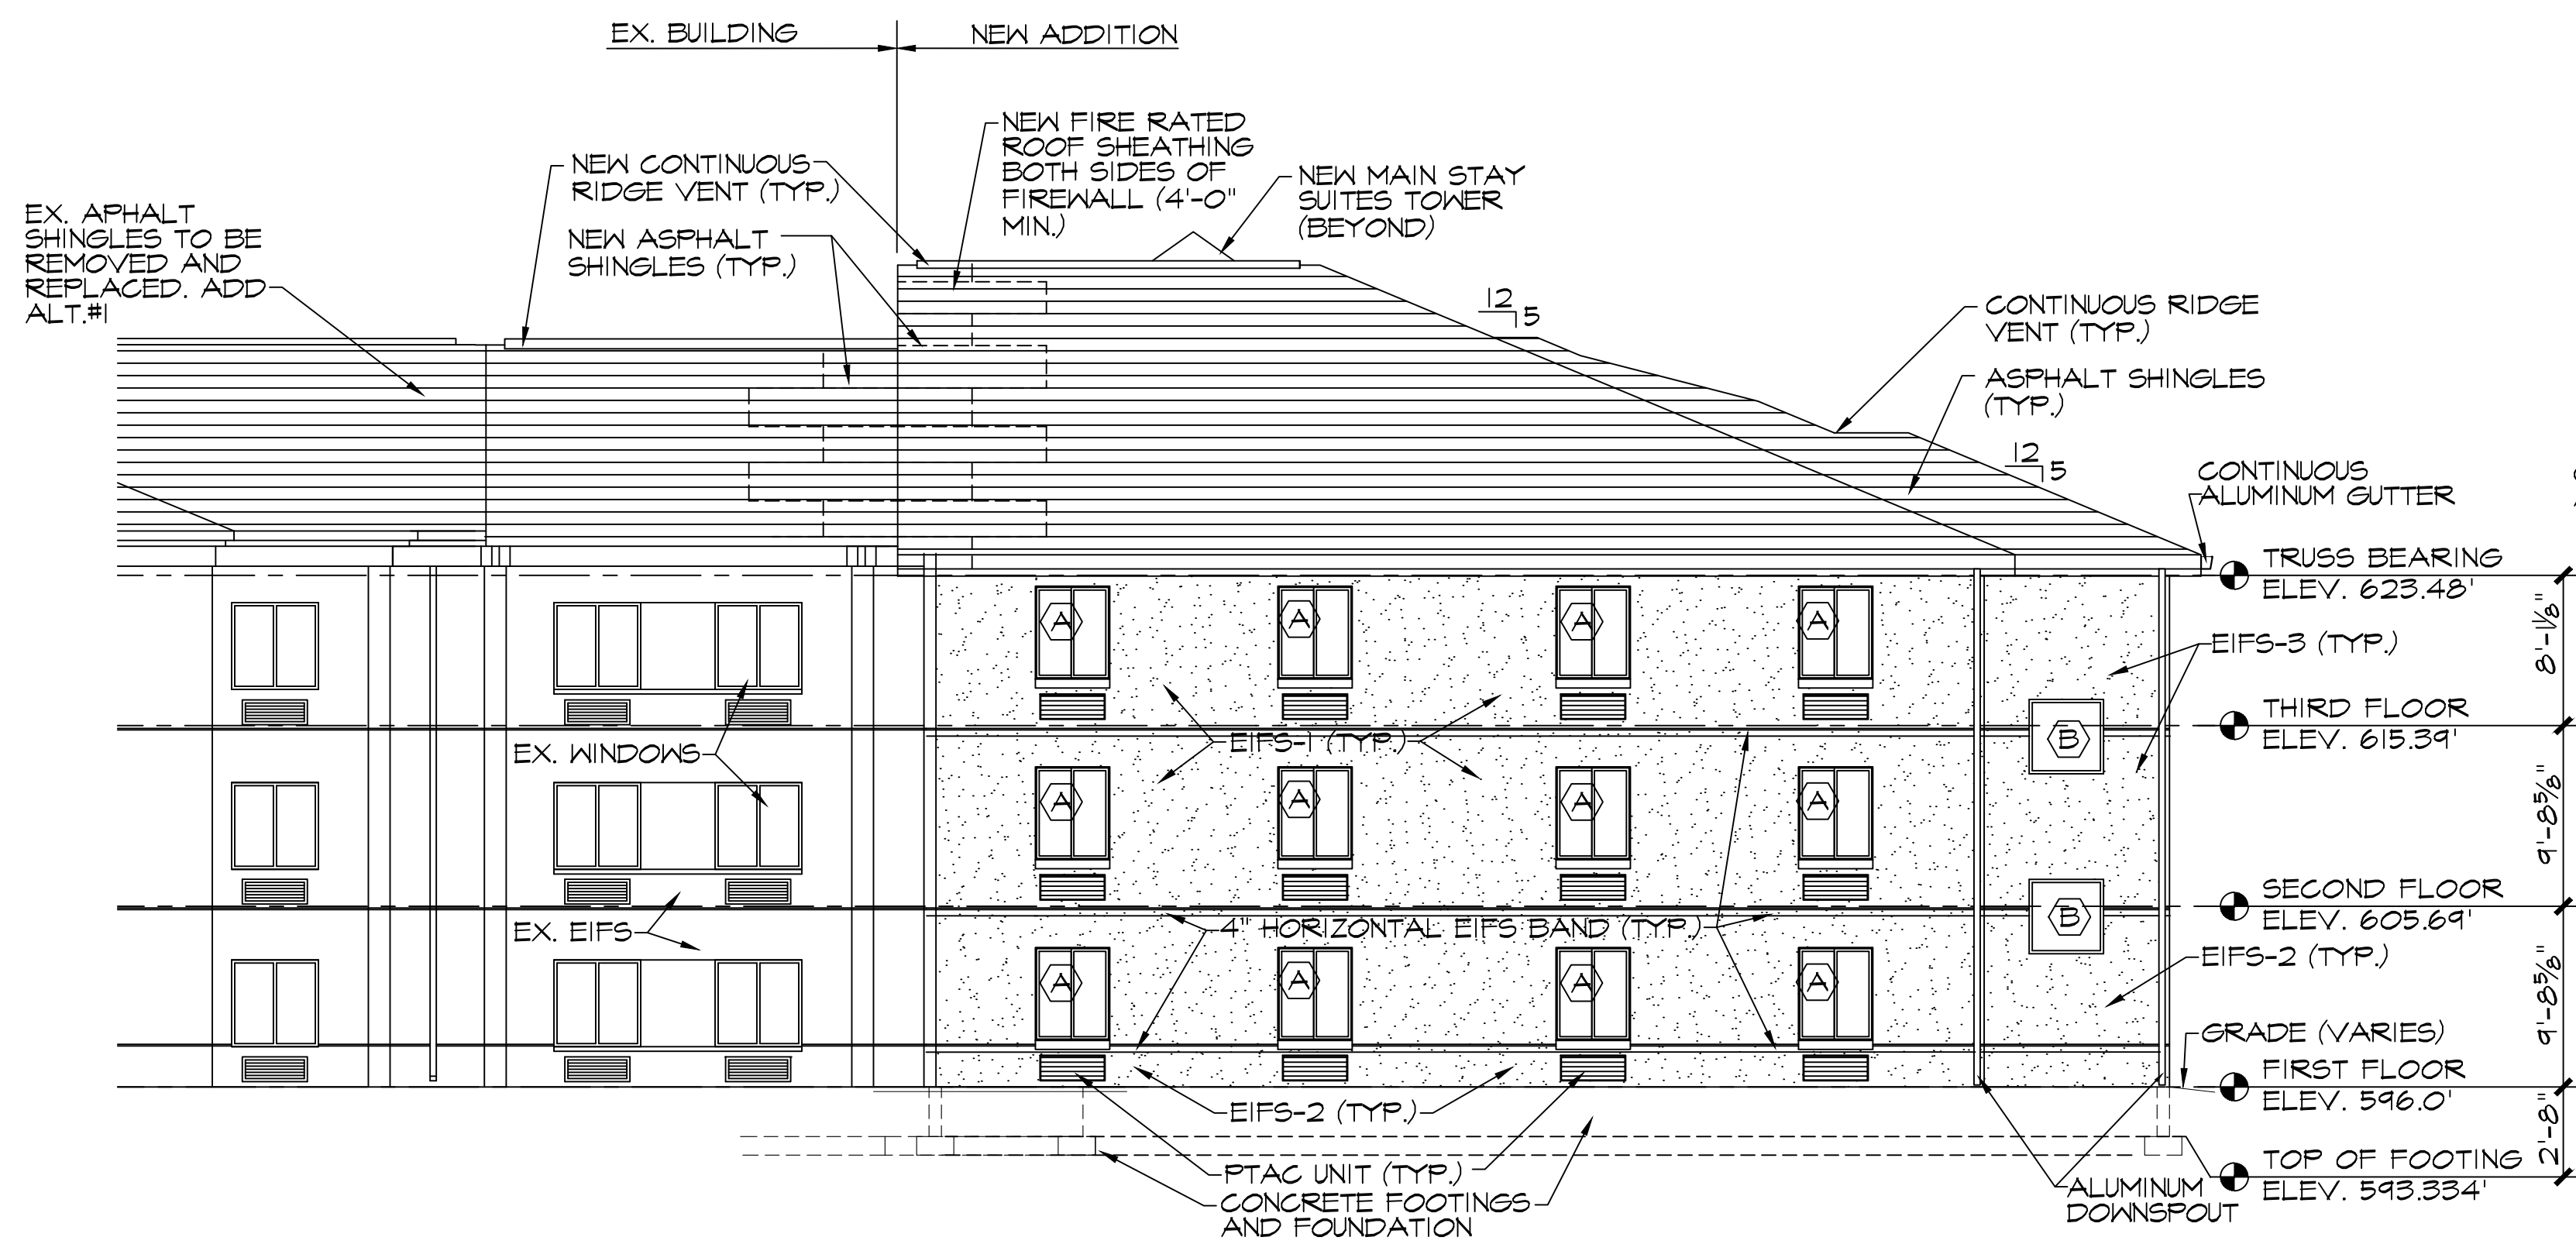 EX. BUILDING
NEW ADDITION
NEW FIRE RATED
ROOF SHEATHING
BOTH SIDES OF
FIREWALL (4'-0"
MIN.)
NEW CONTINUOUS
RIDGE VENT (TYP.)
NEW MAIN STAY
SUITES TOWER
(BEYOND)
EX. APHALT
SHINGLES TO BE
REMOVED AND
REPLACED. ADD
ALT.#1
NEW ASPHALT
SHINGLES (TYP.)
12
5
CONTINUOUS RIDGE
VENT (TYP.)
ASPHALT SHINGLES
(TYP.)
12
5
CONTINUOUS
ALUMINUM GUTTER
TRUSS BEARING
ELEV. 623.48'
8'-1⅛"
A
A
A
A
EIFS-3 (TYP.)
THIRD FLOOR
ELEV. 615.39'
EX. WINDOWS
EIFS-1 (TYP.)
B
9'-8⅝"
A
A
A
A
SECOND FLOOR
ELEV. 605.69'
EX. EIFS
4" HORIZONTAL EIFS BAND (TYP.)
B
EIFS-2 (TYP.)
A
A
A
A
9'-8⅝"
GRADE (VARIES)
FIRST FLOOR
ELEV. 596.0'
EIFS-2 (TYP.)
2'-8"
PTAC UNIT (TYP.)
CONCRETE FOOTINGS
AND FOUNDATION
ALUMINUM
DOWNSPOUT
TOP OF FOOTING
ELEV. 593.334'